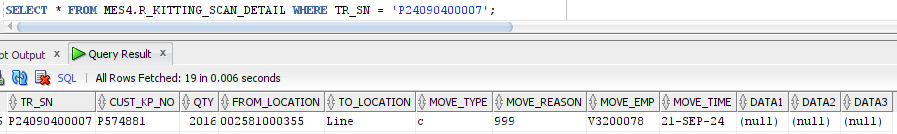 SELECT * FROM MES4.R_KITTING_SCAN_DETAIL WHERE TR_SN = 'P24090400007';
pt Output x Query Result x
SQL | All Rows Fetched: 19 in 0.006 seconds
TR_SN CUST_KP_NO QTY FROM_LOCATION TO_LOCATION MOVE_TYPE MOVE_REASON MOVE_EMP MOVE_TIME DATA1 DATA2 DATA3
P24090400007 P574881 2016 002581000355 Line c 999 V3200078 21-SEP-24 (null) (null) (null)